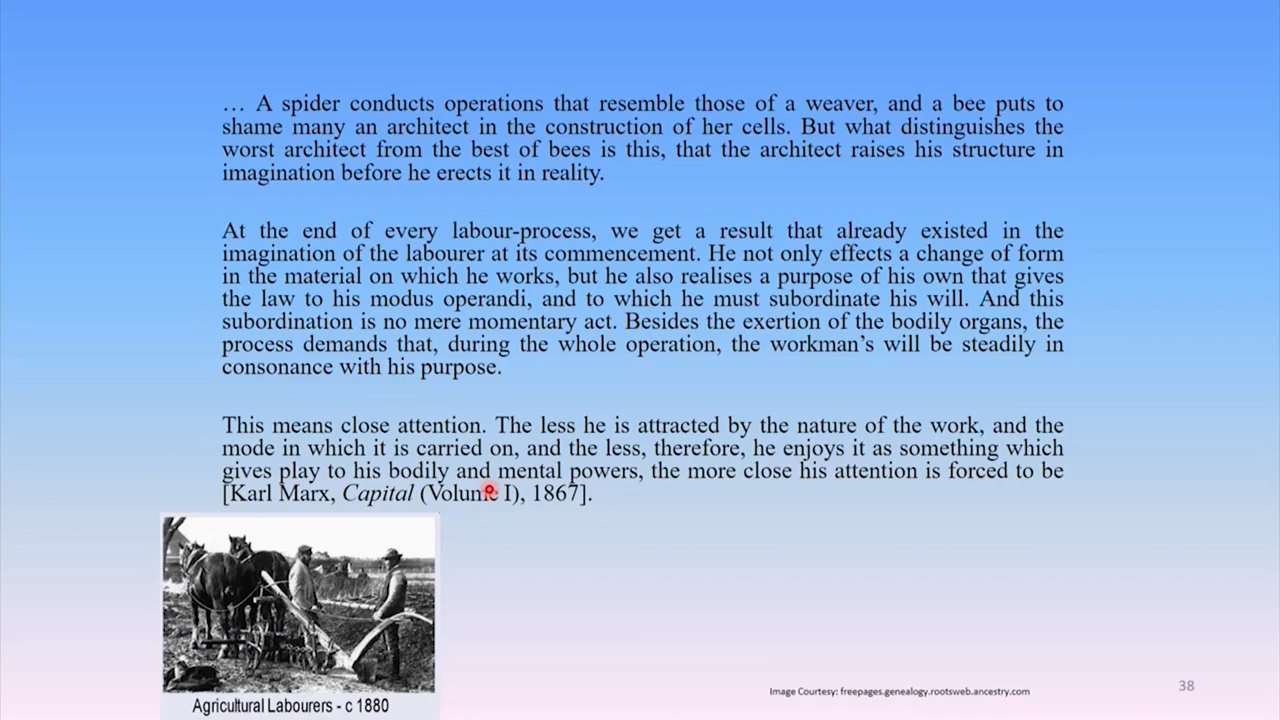 … A spider conducts operations that resemble those of a weaver, and a bee puts to
shame many an architect in the construction of her cells. But what distinguishes the
worst architect from the best of bees is this, that the architect raises his structure in
imagination before he erects it in reality.
At the end of every labour-process, we get a result that already existed in the
imagination of the labourer at its commencement. He not only effects a change of form
in the material on which he works, but he also realises a purpose of his own that gives
the law to his modus operandi, and to which he must subordinate his will. And this
subordination is no mere momentary act. Besides the exertion of the bodily organs, the
process demands that, during the whole operation, the workman’s will be steadily in
consonance with his purpose.
This means close attention. The less he is attracted by the nature of the work, and the
mode in which it is carried on, and the less, therefore, he enjoys it as something which
gives play to his bodily and mental powers, the more close his attention is forced to be
[Karl Marx, Capital (Volume I), 1867].
Agricultural Labourers - c 1880
Image Courtesy: freepages.genealogy.rootsweb.ancestry.com
38